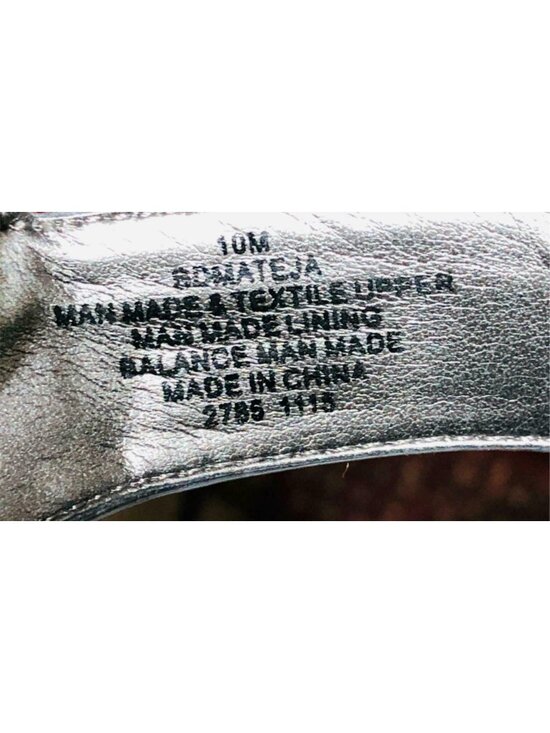 10M
SDMATEJA
MAN MADE & TEXTILE UPPER
MAN MADE LINING
BALANCE MAN MADE
MADE IN CHINA
2785 1115